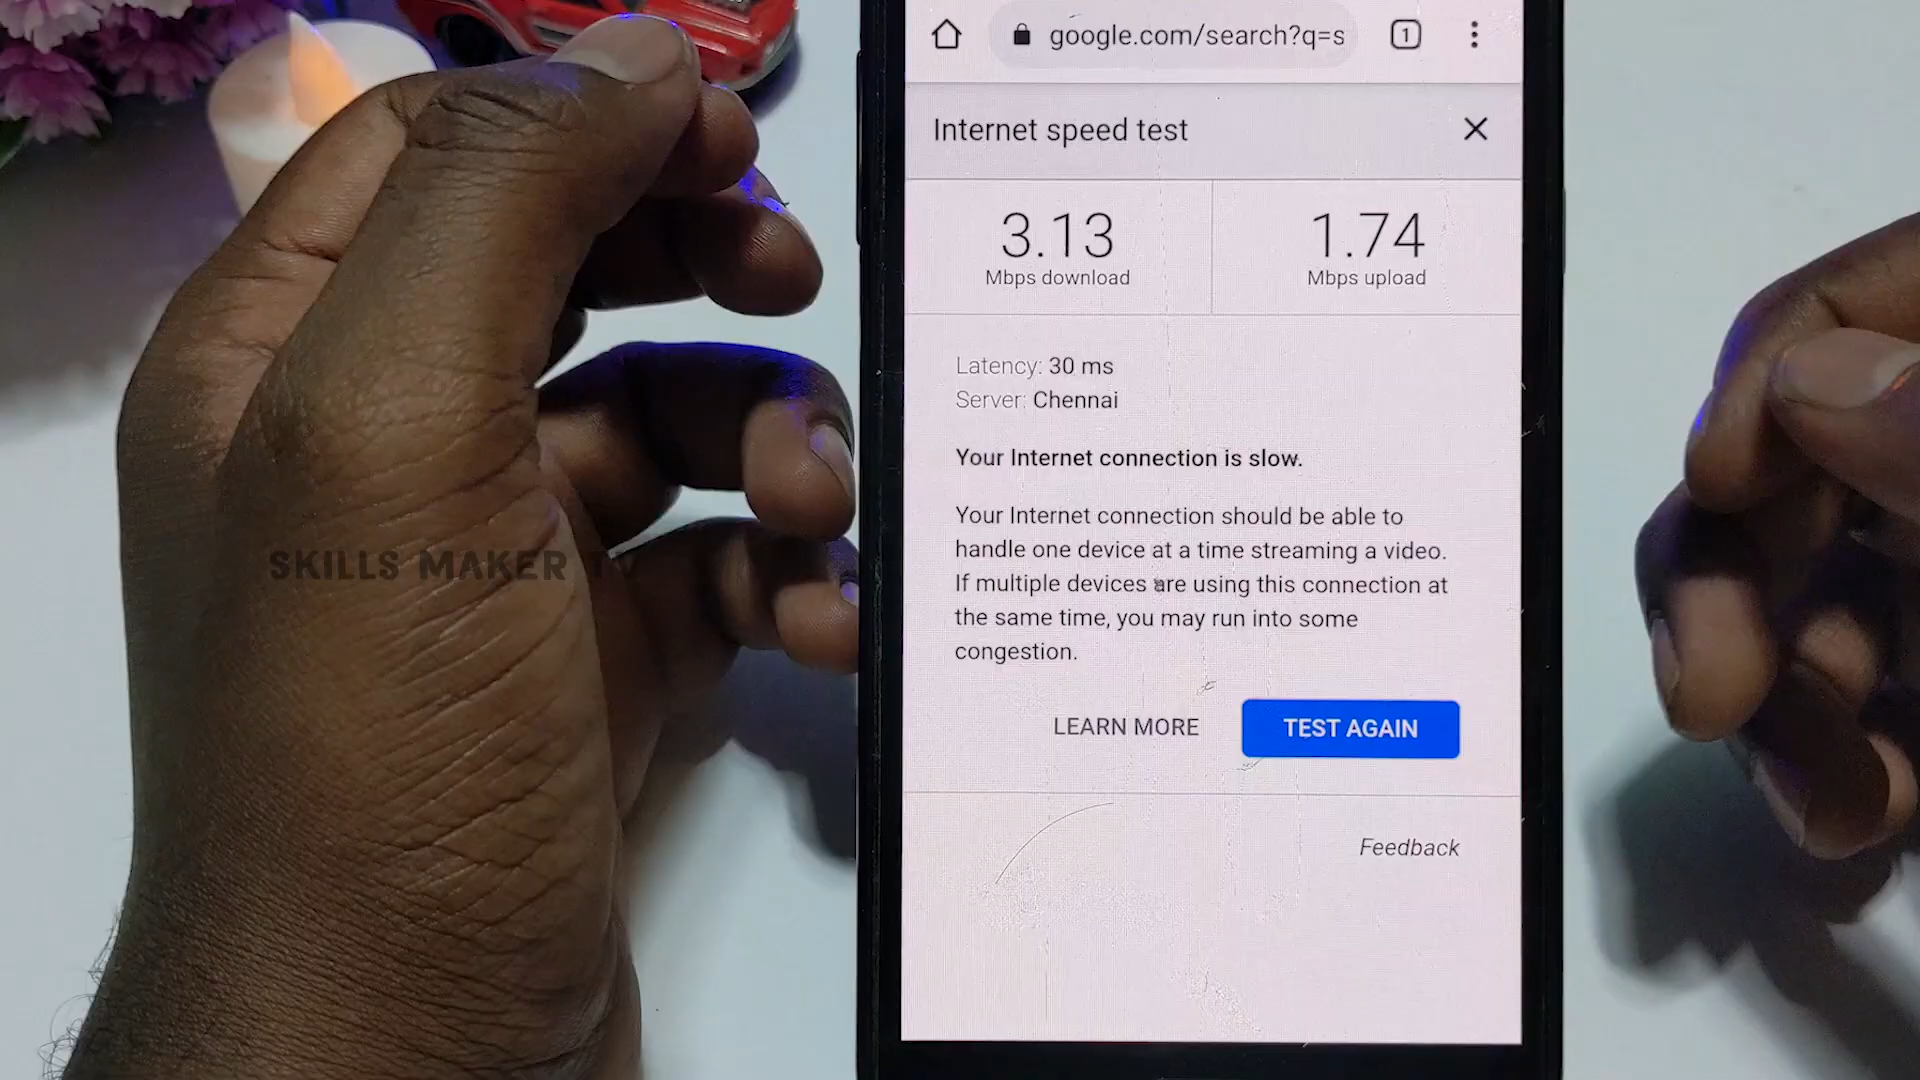 google.com/search?q=s
1
Internet speed test
3.13
Mbps download
1.74
Mbps upload
Latency: 30 ms
Server: Chennai
Your Internet connection is slow.
Your Internet connection should be able to
handle one device at a time streaming a video.
If multiple devices are using this connection at
the same time, you may run into some
congestion.
LEARN MORE
TEST AGAIN
Feedback
SKILLS MAKER TV